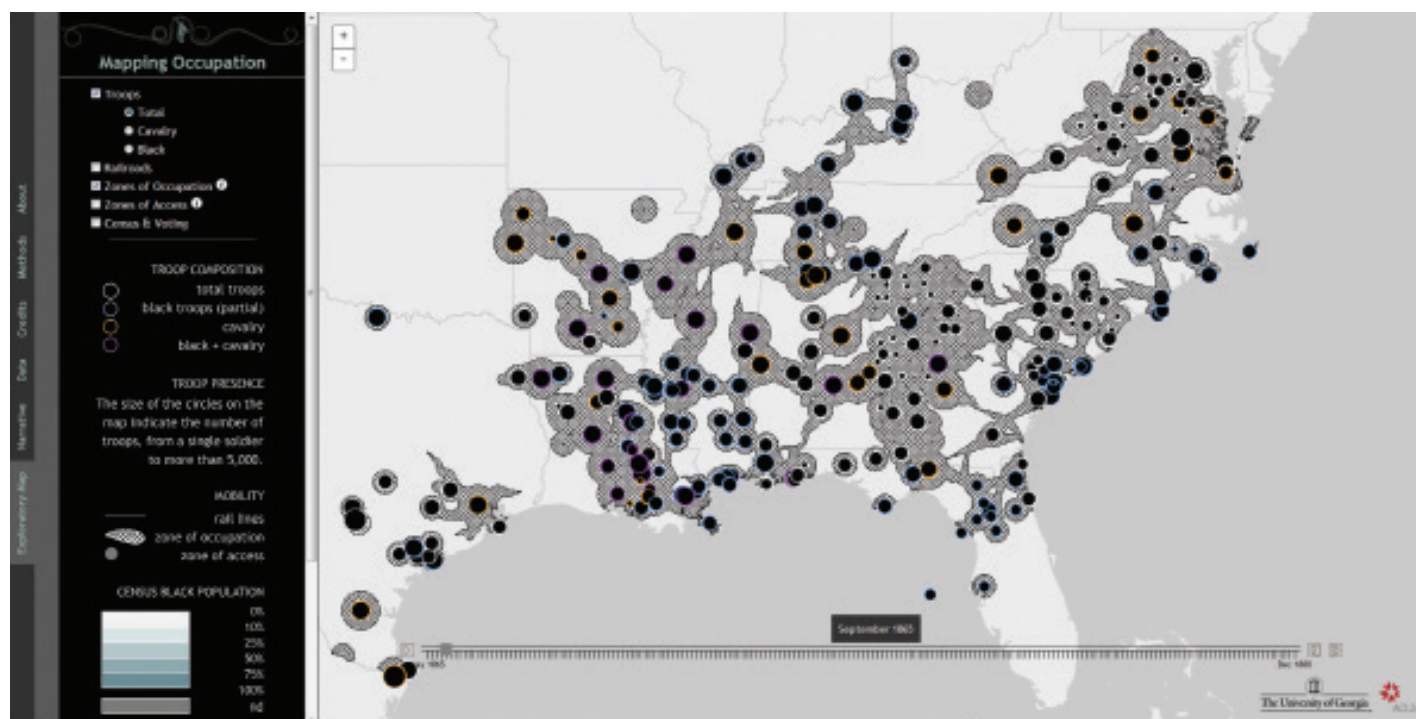 Mapping Occupation
Troops
Total
Cavalry
Black
Railroads
Zones of Occupation
Zones of Access
Census & Voting
TROOP COMPOSITION
total troops
black troops (partial)
cavalry
black + cavalry
TROOP PRESENCE
The size of the circles on the
map indicate the number of
troops, from a single soldier
to more than 5,000.
MOBILITY
rail lines
zone of occupation
zone of access
CENSUS BLACK POPULATION
0%
10%
25%
50%
75%
100%
nd
About
Methods
Credits
Data
Narrative
Exploratory Map
+
-
September 1865
1865
Dec 1880
The University of Georgia